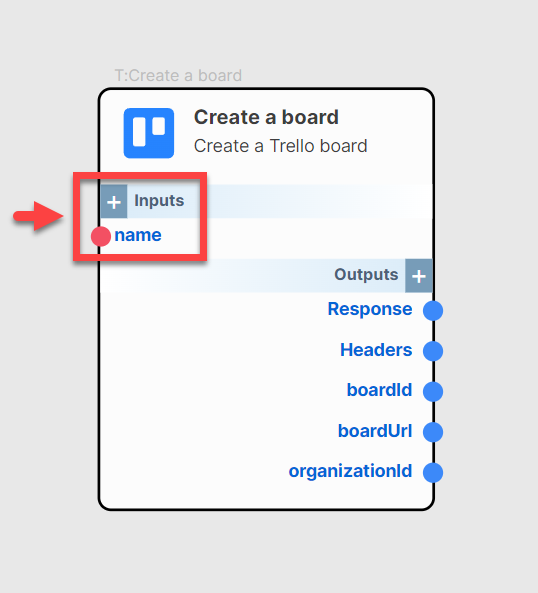 T:Create a board
Create a board
Create a Trello board
+ Inputs
name
Outputs +
Response
Headers
boardId
boardUrl
organizationId